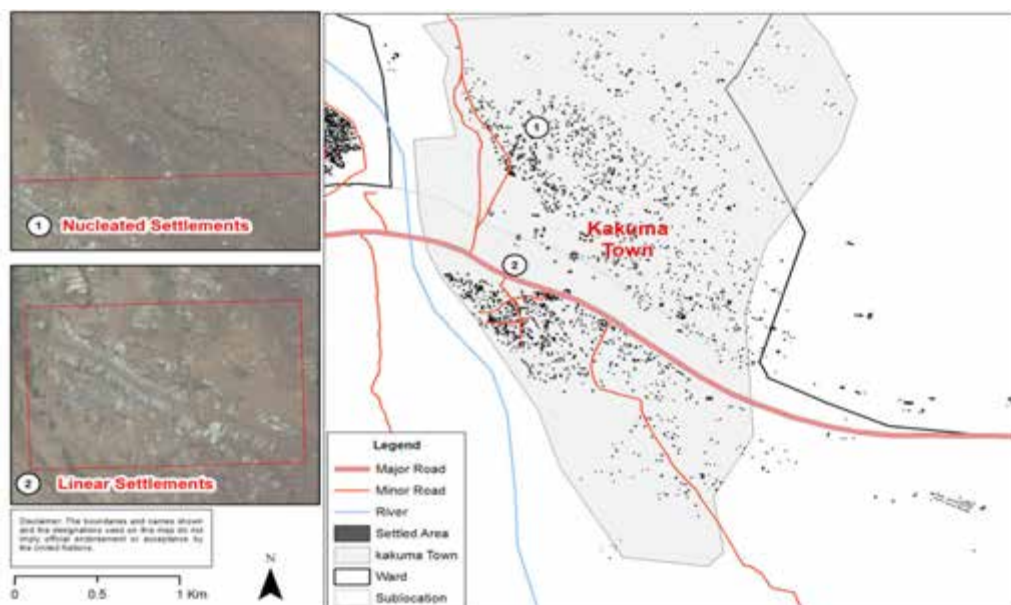 1 Nucleated Settlements
2 Linear Settlements
Disclaimer: The boundaries and names shown
and the designations used on this map do not
imply official endorsement or acceptance by
the United Nations.
0 0.5 1 Km
N
1
Kakuma
Town
2
Legend
Major Road
Minor Road
River
Settled Area
kakuma Town
Ward
Sublocation